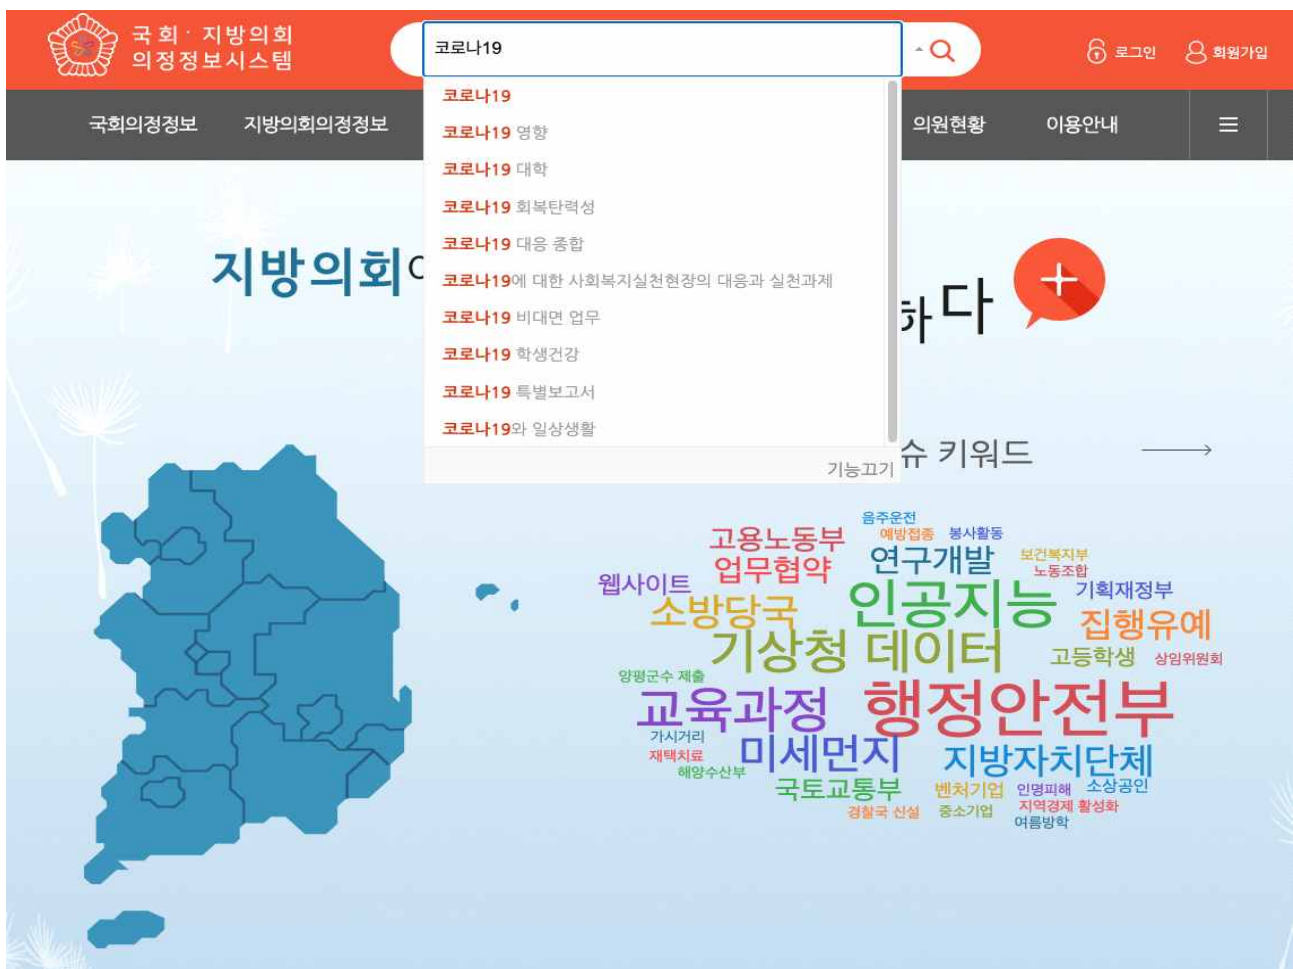 국회·지방의회
의정정보시스템
코로나19
로그인
회원가입
국회의정정보
지방의회의정정보
의원현황
이용안내
코로나19
코로나19 영향
코로나19 대학
코로나19 회복탄력성
코로나19 대응 종합
코로나19에 대한 사회복지실천현장의 대응과 실천과제
코로나19 비대면 업무
코로나19 학생건강
코로나19 특별보고서
코로나19와 일상생활
기능끄기
지방의회
하다
슈 키워드
음주운전
고용노동부
예방접종
봉사활동
업무협약
연구개발
보건복지부
노동조합
웹사이트
인공지능
기획재정부
소방당국
집행유예
기상청 데이터
고등학생
상임위원회
양평군수 제출
교육과정
행정안전부
가시거리
재택치료
미세먼지
지방자치단체
해양수산부
국토교통부
벤처기업
인명피해
소상공인
경찰국 신설
중소기업
지역경제 활성화
여름방학